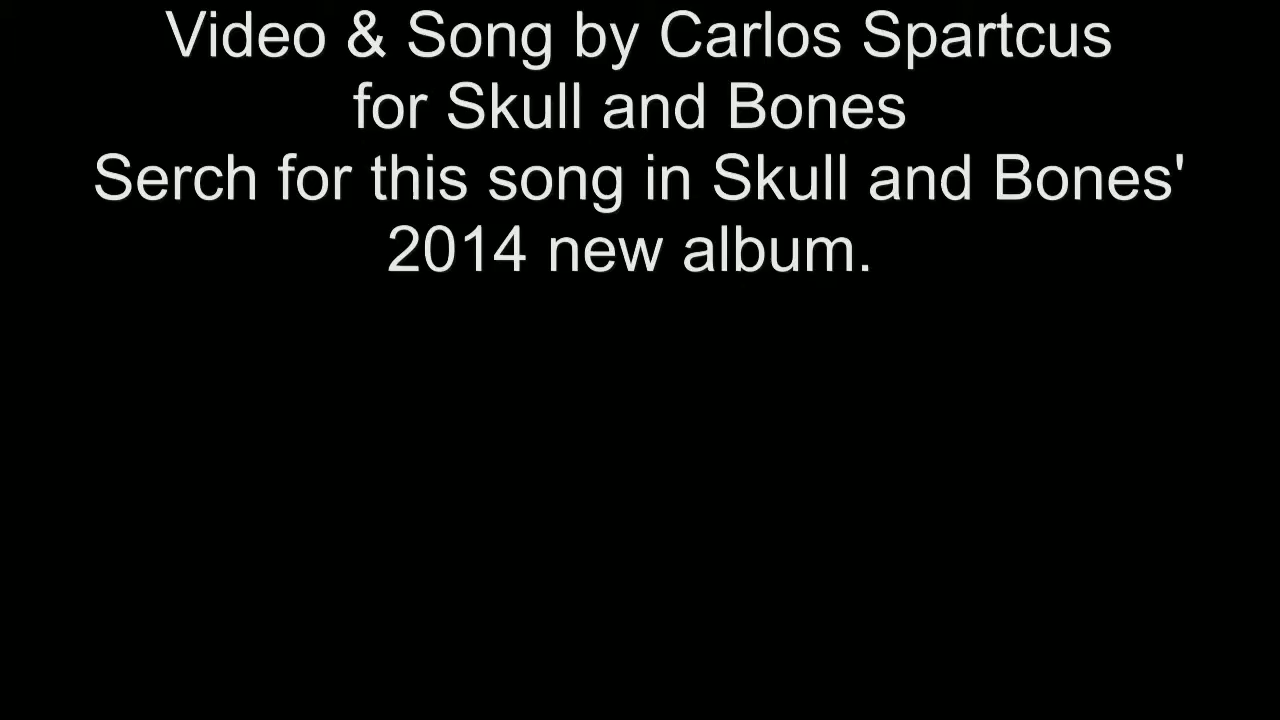 Video & Song by Carlos Spartcus
for Skull and Bones
Serch for this song in Skull and Bones'
2014 new album.